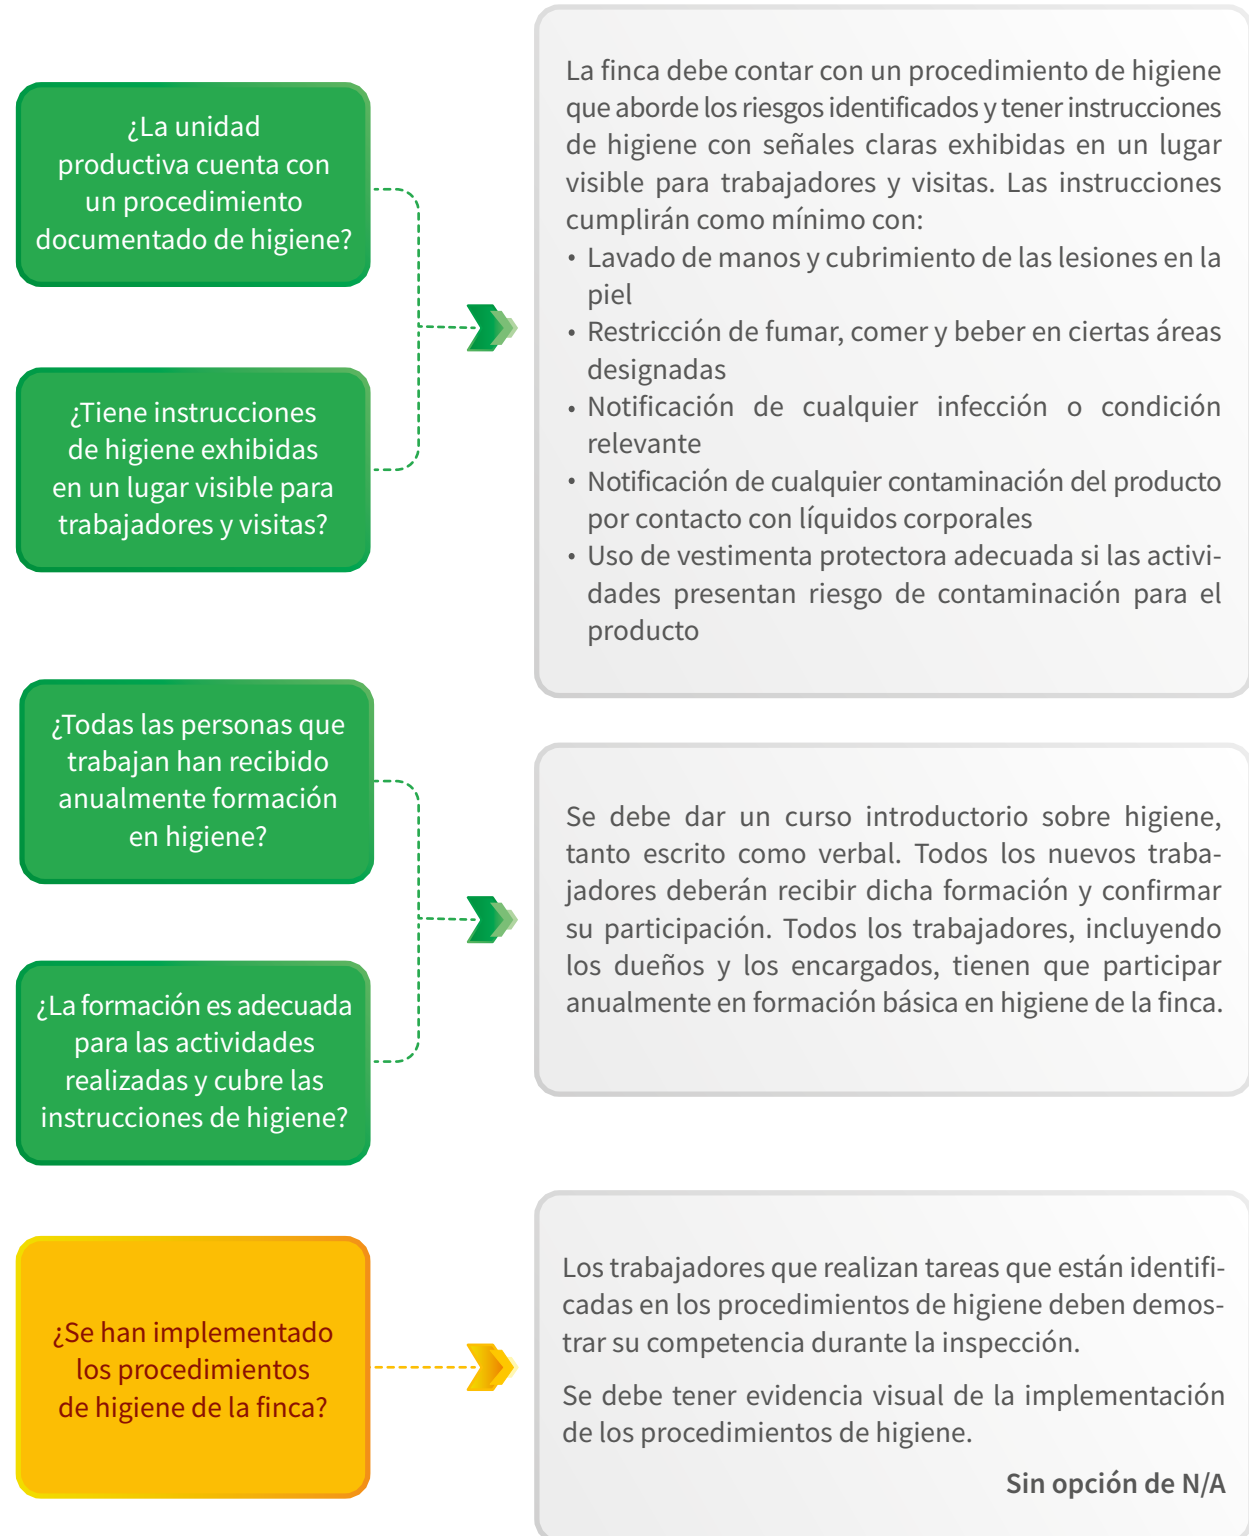 ¿La unidad
productiva cuenta con
un procedimiento
documentado de higiene?
¿Tiene instrucciones
de higiene exhibidas
en un lugar visible para
trabajadores y visitas?
La finca debe contar con un procedimiento de higiene
que aborde los riesgos identificados y tener instrucciones
de higiene con señales claras exhibidas en un lugar
visible para trabajadores y visitas. Las instrucciones
cumplirán como mínimo con:
• Lavado de manos y cubrimiento de las lesiones en la
piel
• Restricción de fumar, comer y beber en ciertas áreas
designadas
• Notificación de cualquier infección o condición
relevante
• Notificación de cualquier contaminación del producto
por contacto con líquidos corporales
• Uso de vestimenta protectora adecuada si las activi-
dades presentan riesgo de contaminación para el
producto
¿Todas las personas que
trabajan han recibido
anualmente formación
en higiene?
¿La formación es adecuada
para las actividades
realizadas y cubre las
instrucciones de higiene?
Se debe dar un curso introductorio sobre higiene,
tanto escrito como verbal. Todos los nuevos traba-
jadores deberán recibir dicha formación y confirmar
su participación. Todos los trabajadores, incluyendo
los dueños y los encargados, tienen que participar
anualmente en formación básica en higiene de la finca.
¿Se han implementado
los procedimientos
de higiene de la finca?
Los trabajadores que realizan tareas que están identifi-
cadas en los procedimientos de higiene deben demos-
trar su competencia durante la inspección.
Se debe tener evidencia visual de la implementación
de los procedimientos de higiene.
Sin opción de N/A